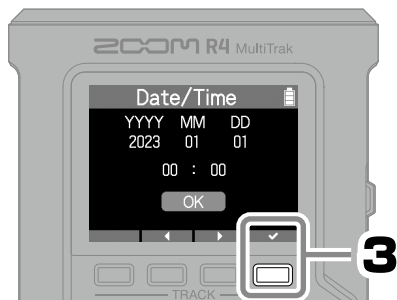 ZOOM R4 MultiTrak
Date/Time
YYYY MM DD
2023 01 01
00 : 00
OK
3
TRACK